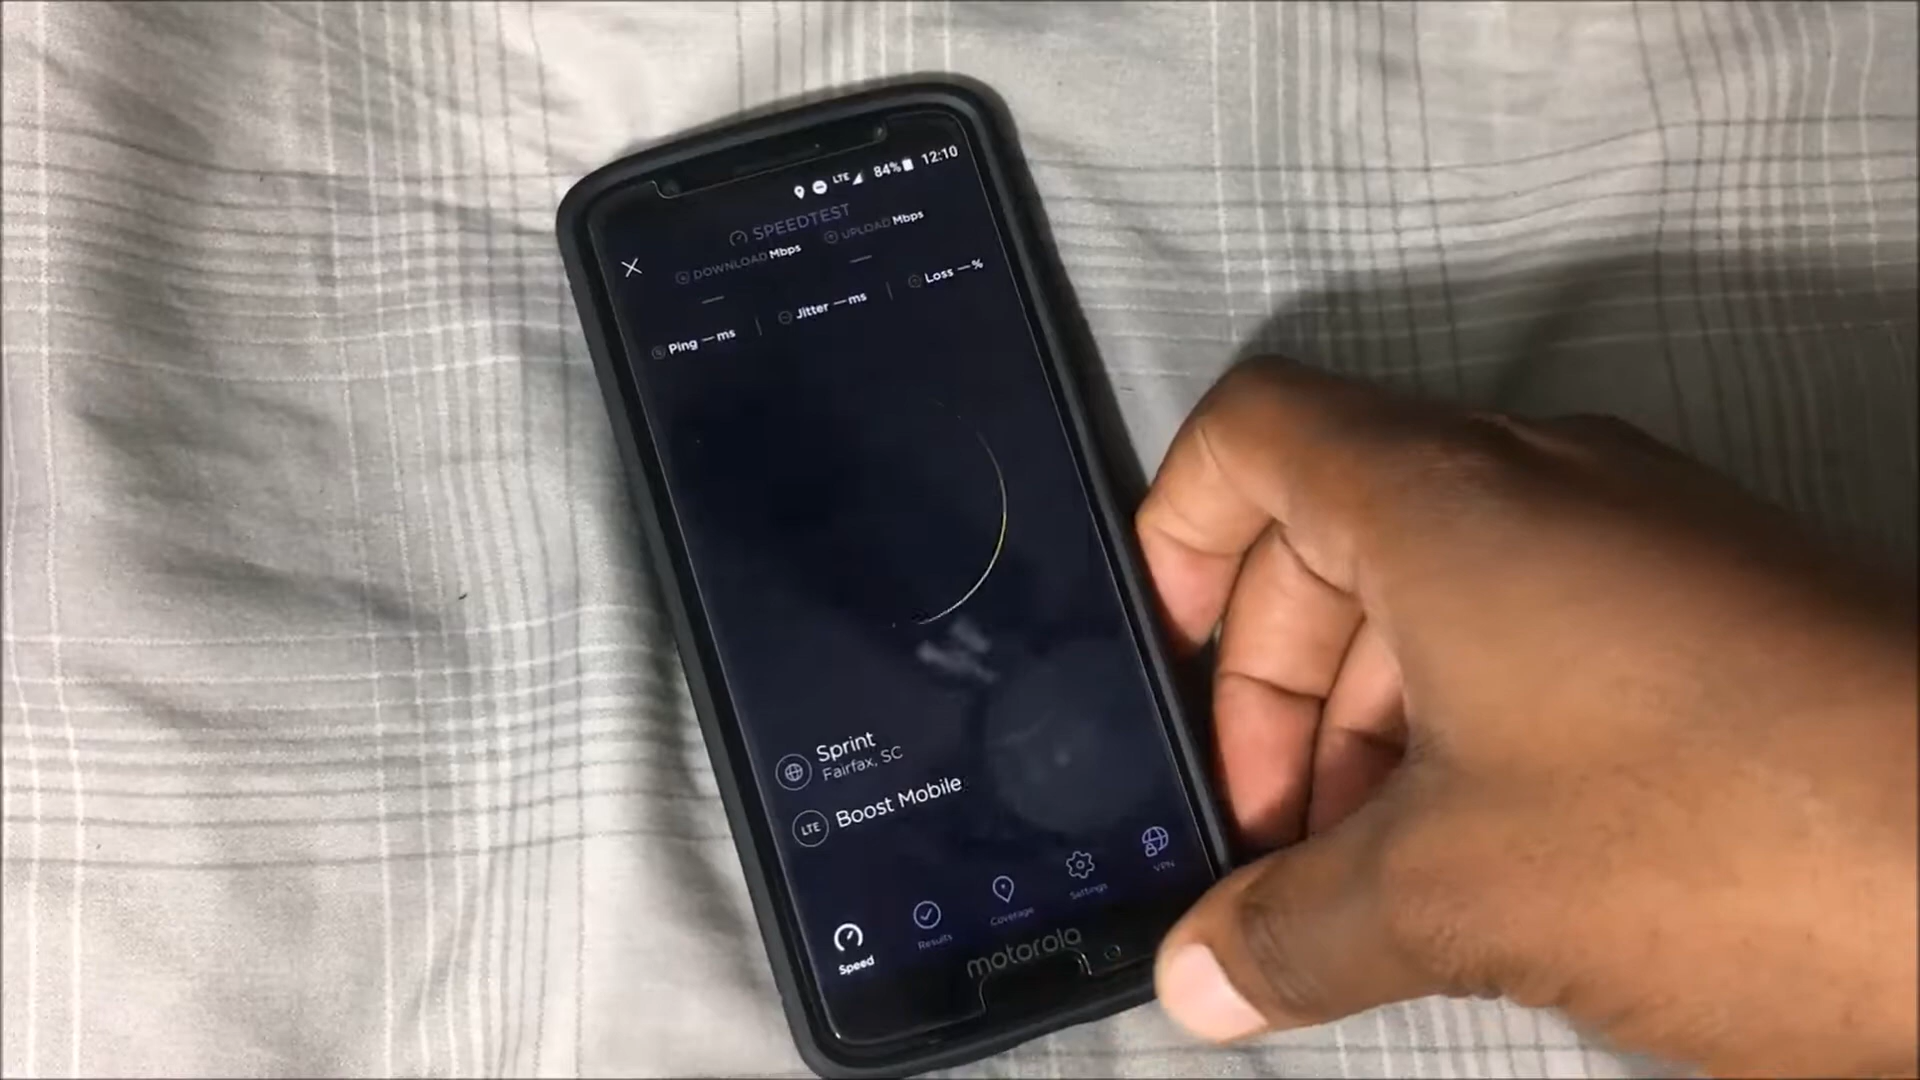 LTE 84% 12:10
SPEEDTEST
DOWNLOAD Mbps UPLOAD Mbps
— —
Ping — ms Jitter — ms Loss — %
Sprint
Fairfax, SC
LTE Boost Mobile
Speed Results Coverage Settings VPN
motorola